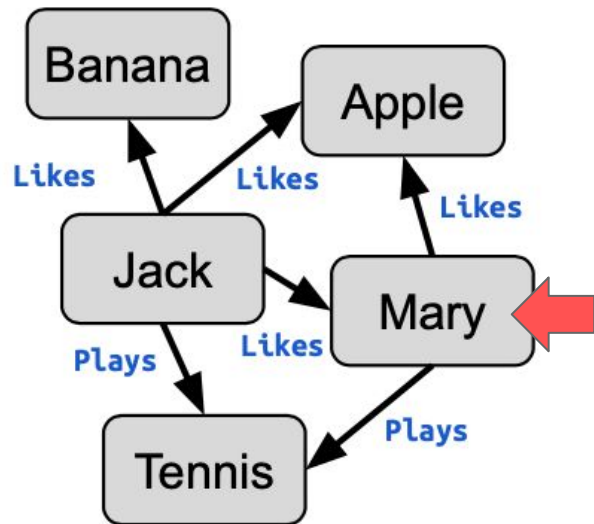 Banana
Apple
Likes
Likes
Likes
Jack
Mary
Plays
Likes
Plays
Tennis